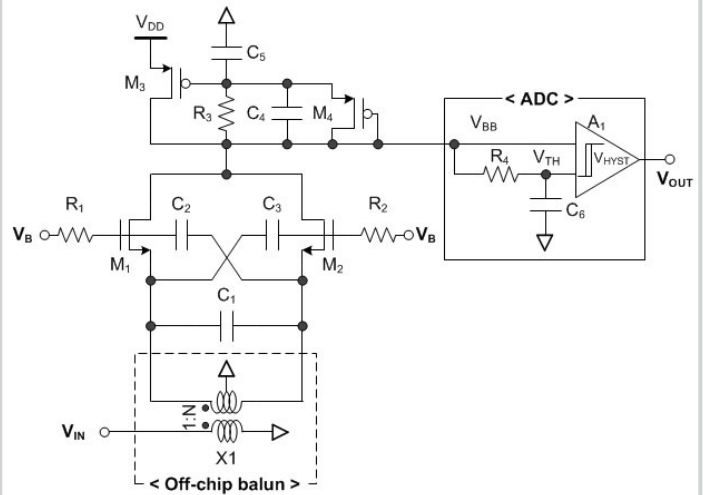 VDD
C5
M3
R3
C4
M4
< ADC >
VBB
A1
R4
VTH
VHYST
VOUT
C6
R1
C2
C3
R2
VB
VB
M1
M2
C1
1:N
VIN
X1
< Off-chip balun >